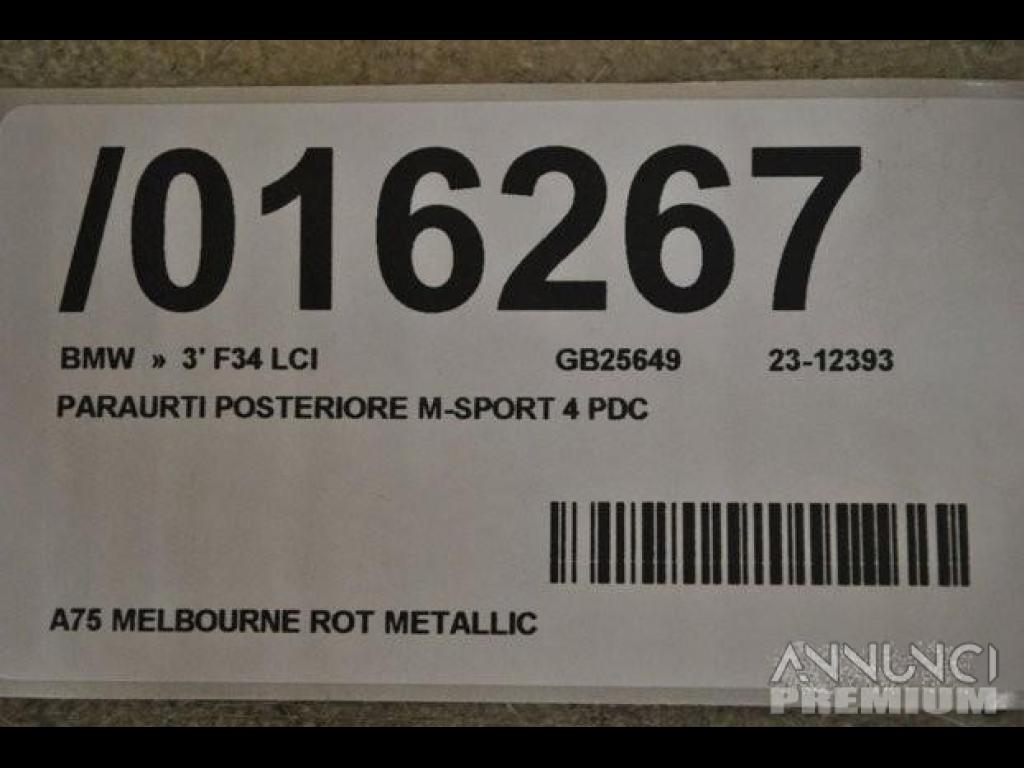 /016267
BMW » 3' F34 LCI GB25649 23-12393
PARAURTI POSTERIORE M-SPORT 4 PDC
A75 MELBOURNE ROT METALLIC
ANNUNCI
PREMIUM